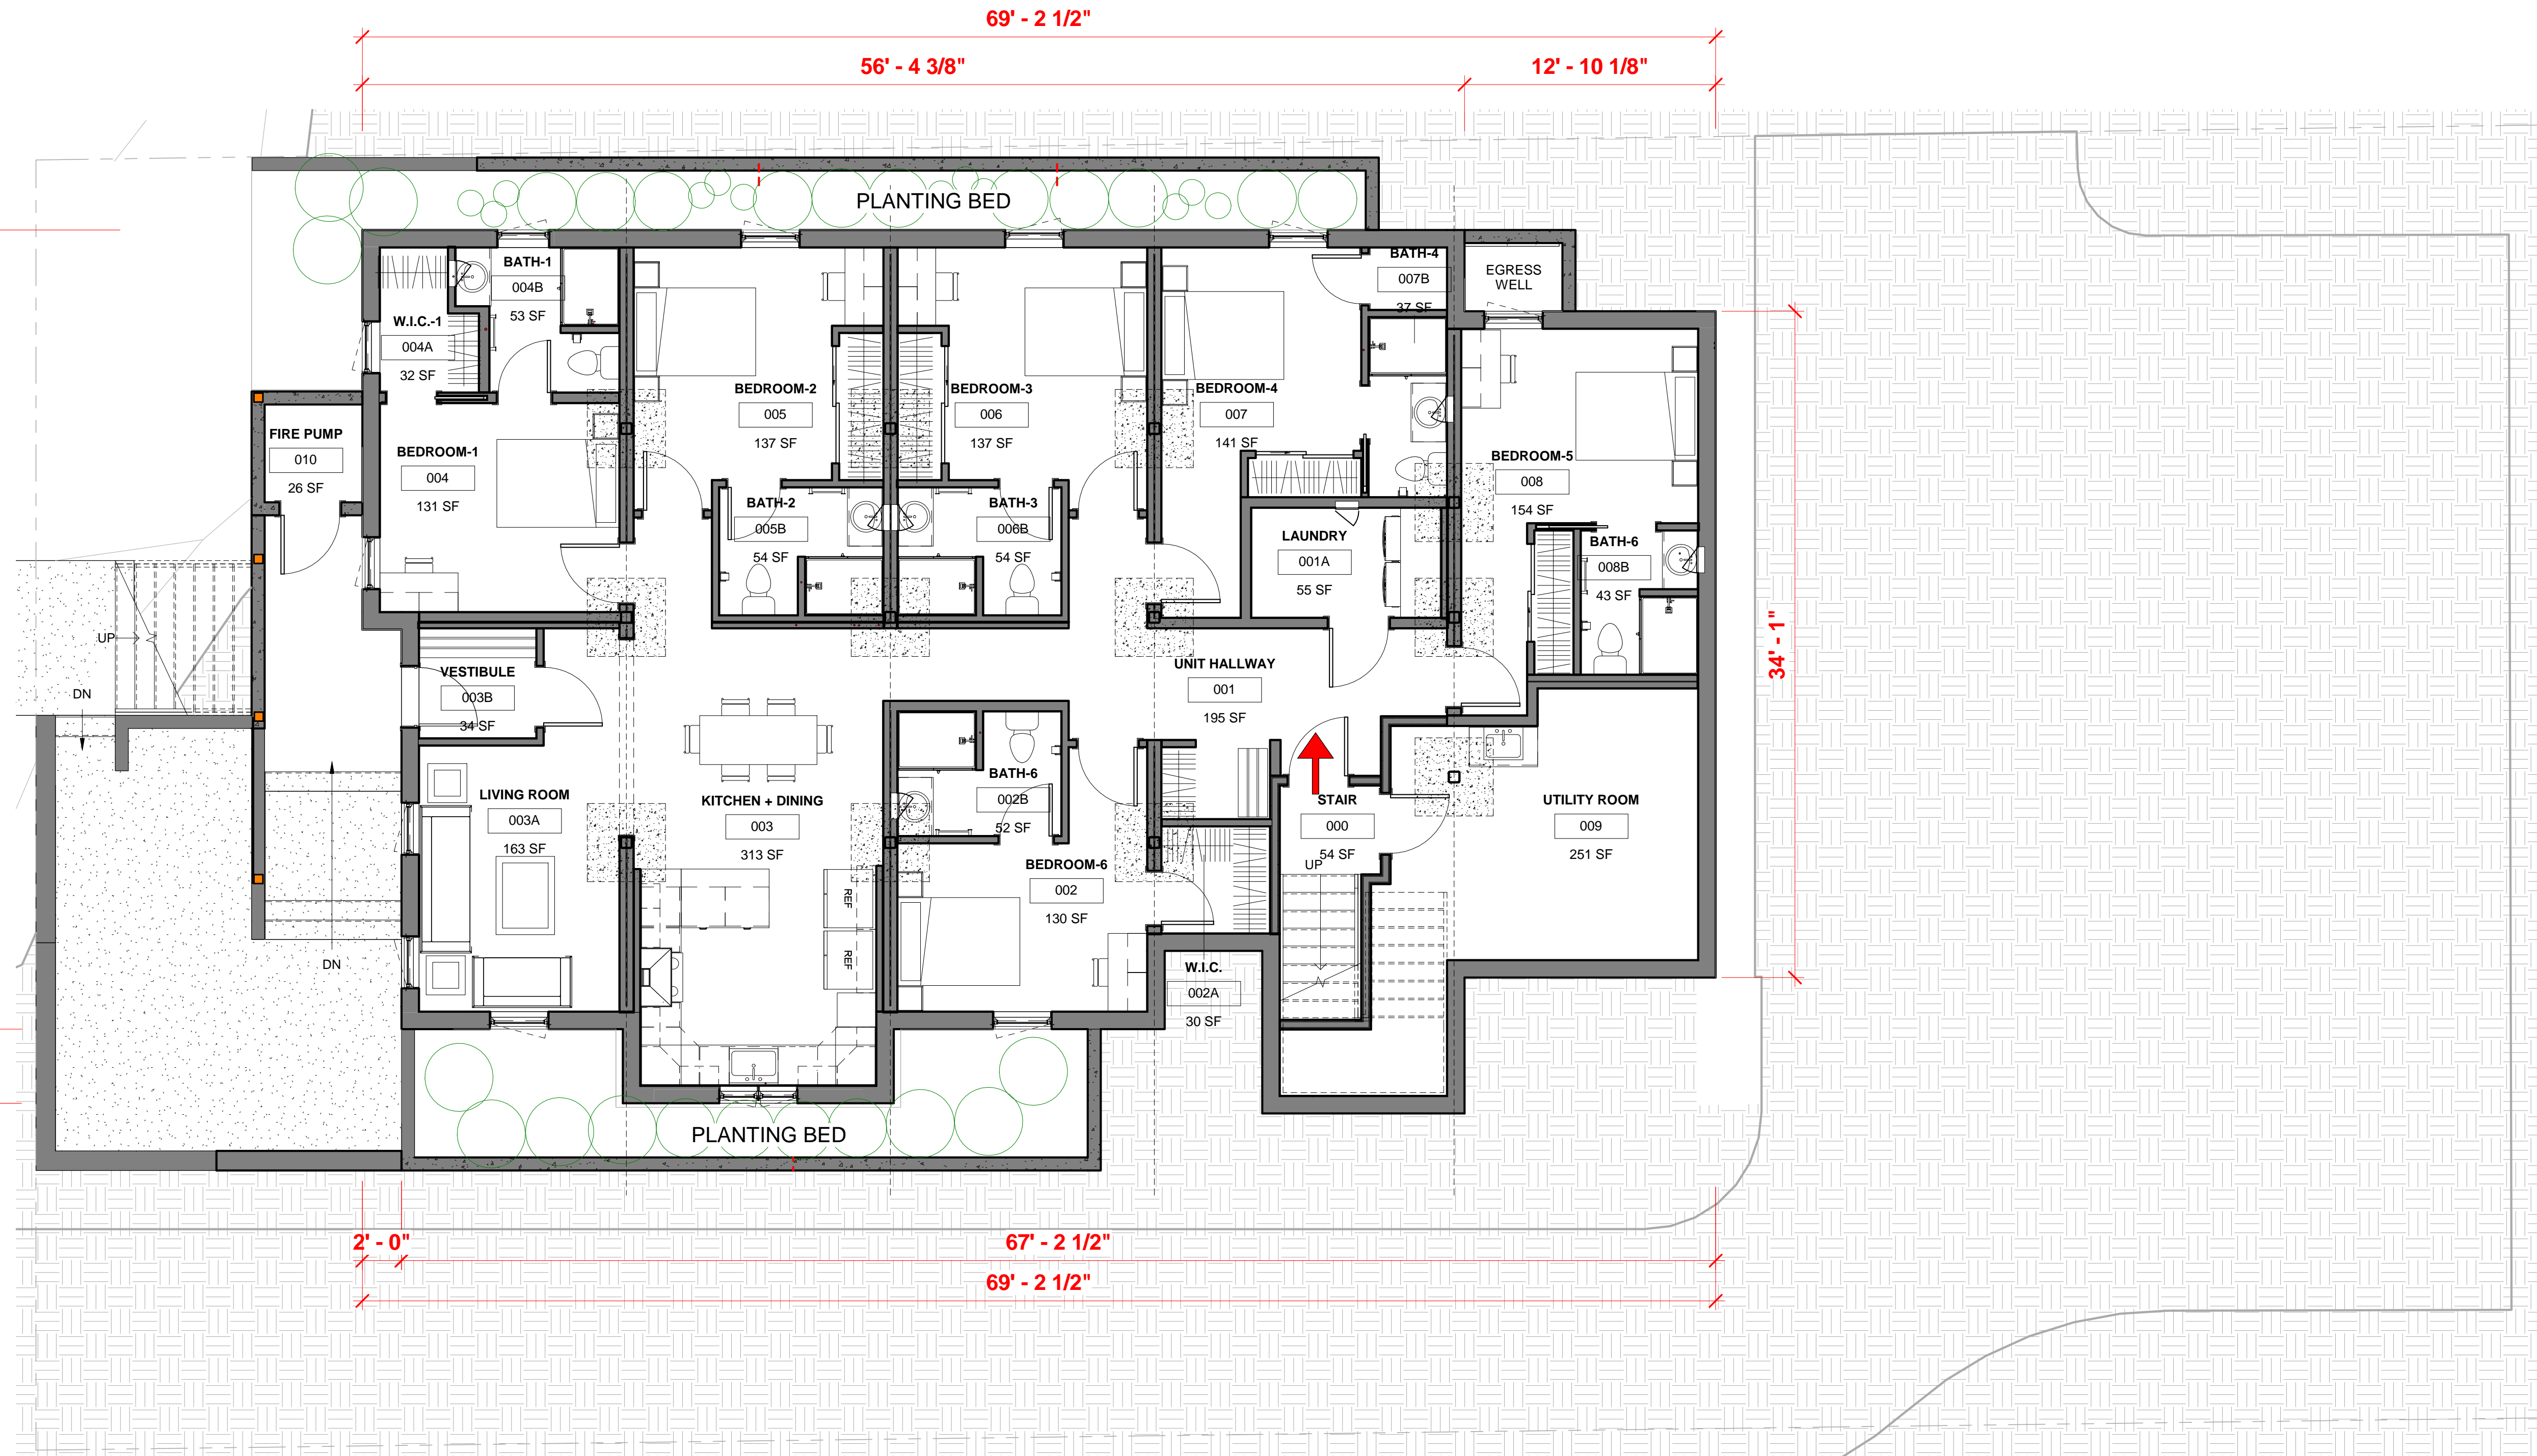 69' - 2 1/2"
56' - 4 3/8"
12' - 10 1/8"
PLANTING BED
BATH-1
004B
53 SF
W.I.C.-1
004A
32 SF
BATH-4
007B
37 SF
EGRESS
WELL
FIRE PUMP
010
26 SF
BEDROOM-1
004
131 SF
BEDROOM-2
005
137 SF
BEDROOM-3
006
137 SF
BEDROOM-4
007
141 SF
BEDROOM-5
008
154 SF
BATH-2
005B
54 SF
BATH-3
006B
54 SF
LAUNDRY
001A
55 SF
BATH-6
008B
43 SF
34' - 1"
UP
DN
VESTIBULE
003B
34 SF
UNIT HALLWAY
001
195 SF
LIVING ROOM
003A
163 SF
KITCHEN + DINING
003
313 SF
BATH-6
002B
52 SF
BEDROOM-6
002
130 SF
STAIR
000
54 SF
UP
UTILITY ROOM
009
251 SF
REF
REF
DN
W.I.C.
002A
30 SF
PLANTING BED
2' - 0"
67' - 2 1/2"
69' - 2 1/2"